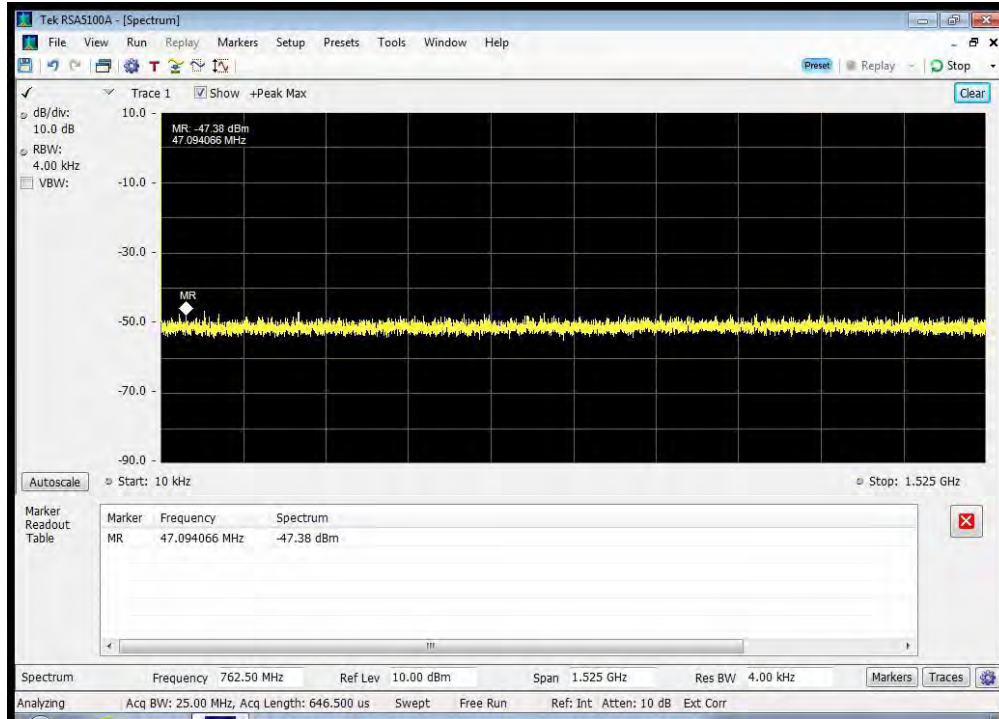 Tek RSA5100A - [Spectrum]
File View Run Replay Markers Setup Presets Tools Window Help
Preset Replay Stop
Trace 1 Show +Peak Max Clear
dB/div:
10.0 dB
RBW:
4.00 kHz
VBW:
10.0
MR: -47.38 dBm
47.094066 MHz
-10.0
-30.0
MR
-50.0
-70.0
-90.0
Autoscale Start: 10 kHz Stop: 1.525 GHz
Marker
Readout
Table
Marker Frequency Spectrum
MR 47.094066 MHz -47.38 dBm
Spectrum Frequency 762.50 MHz Ref Lev 10.00 dBm Span 1.525 GHz Res BW 4.00 kHz Markers Traces
Analyzing Acq BW: 25.00 MHz, Acq Length: 646.500 us Swept Free Run Ref: Int Atten: 10 dB Ext Corr